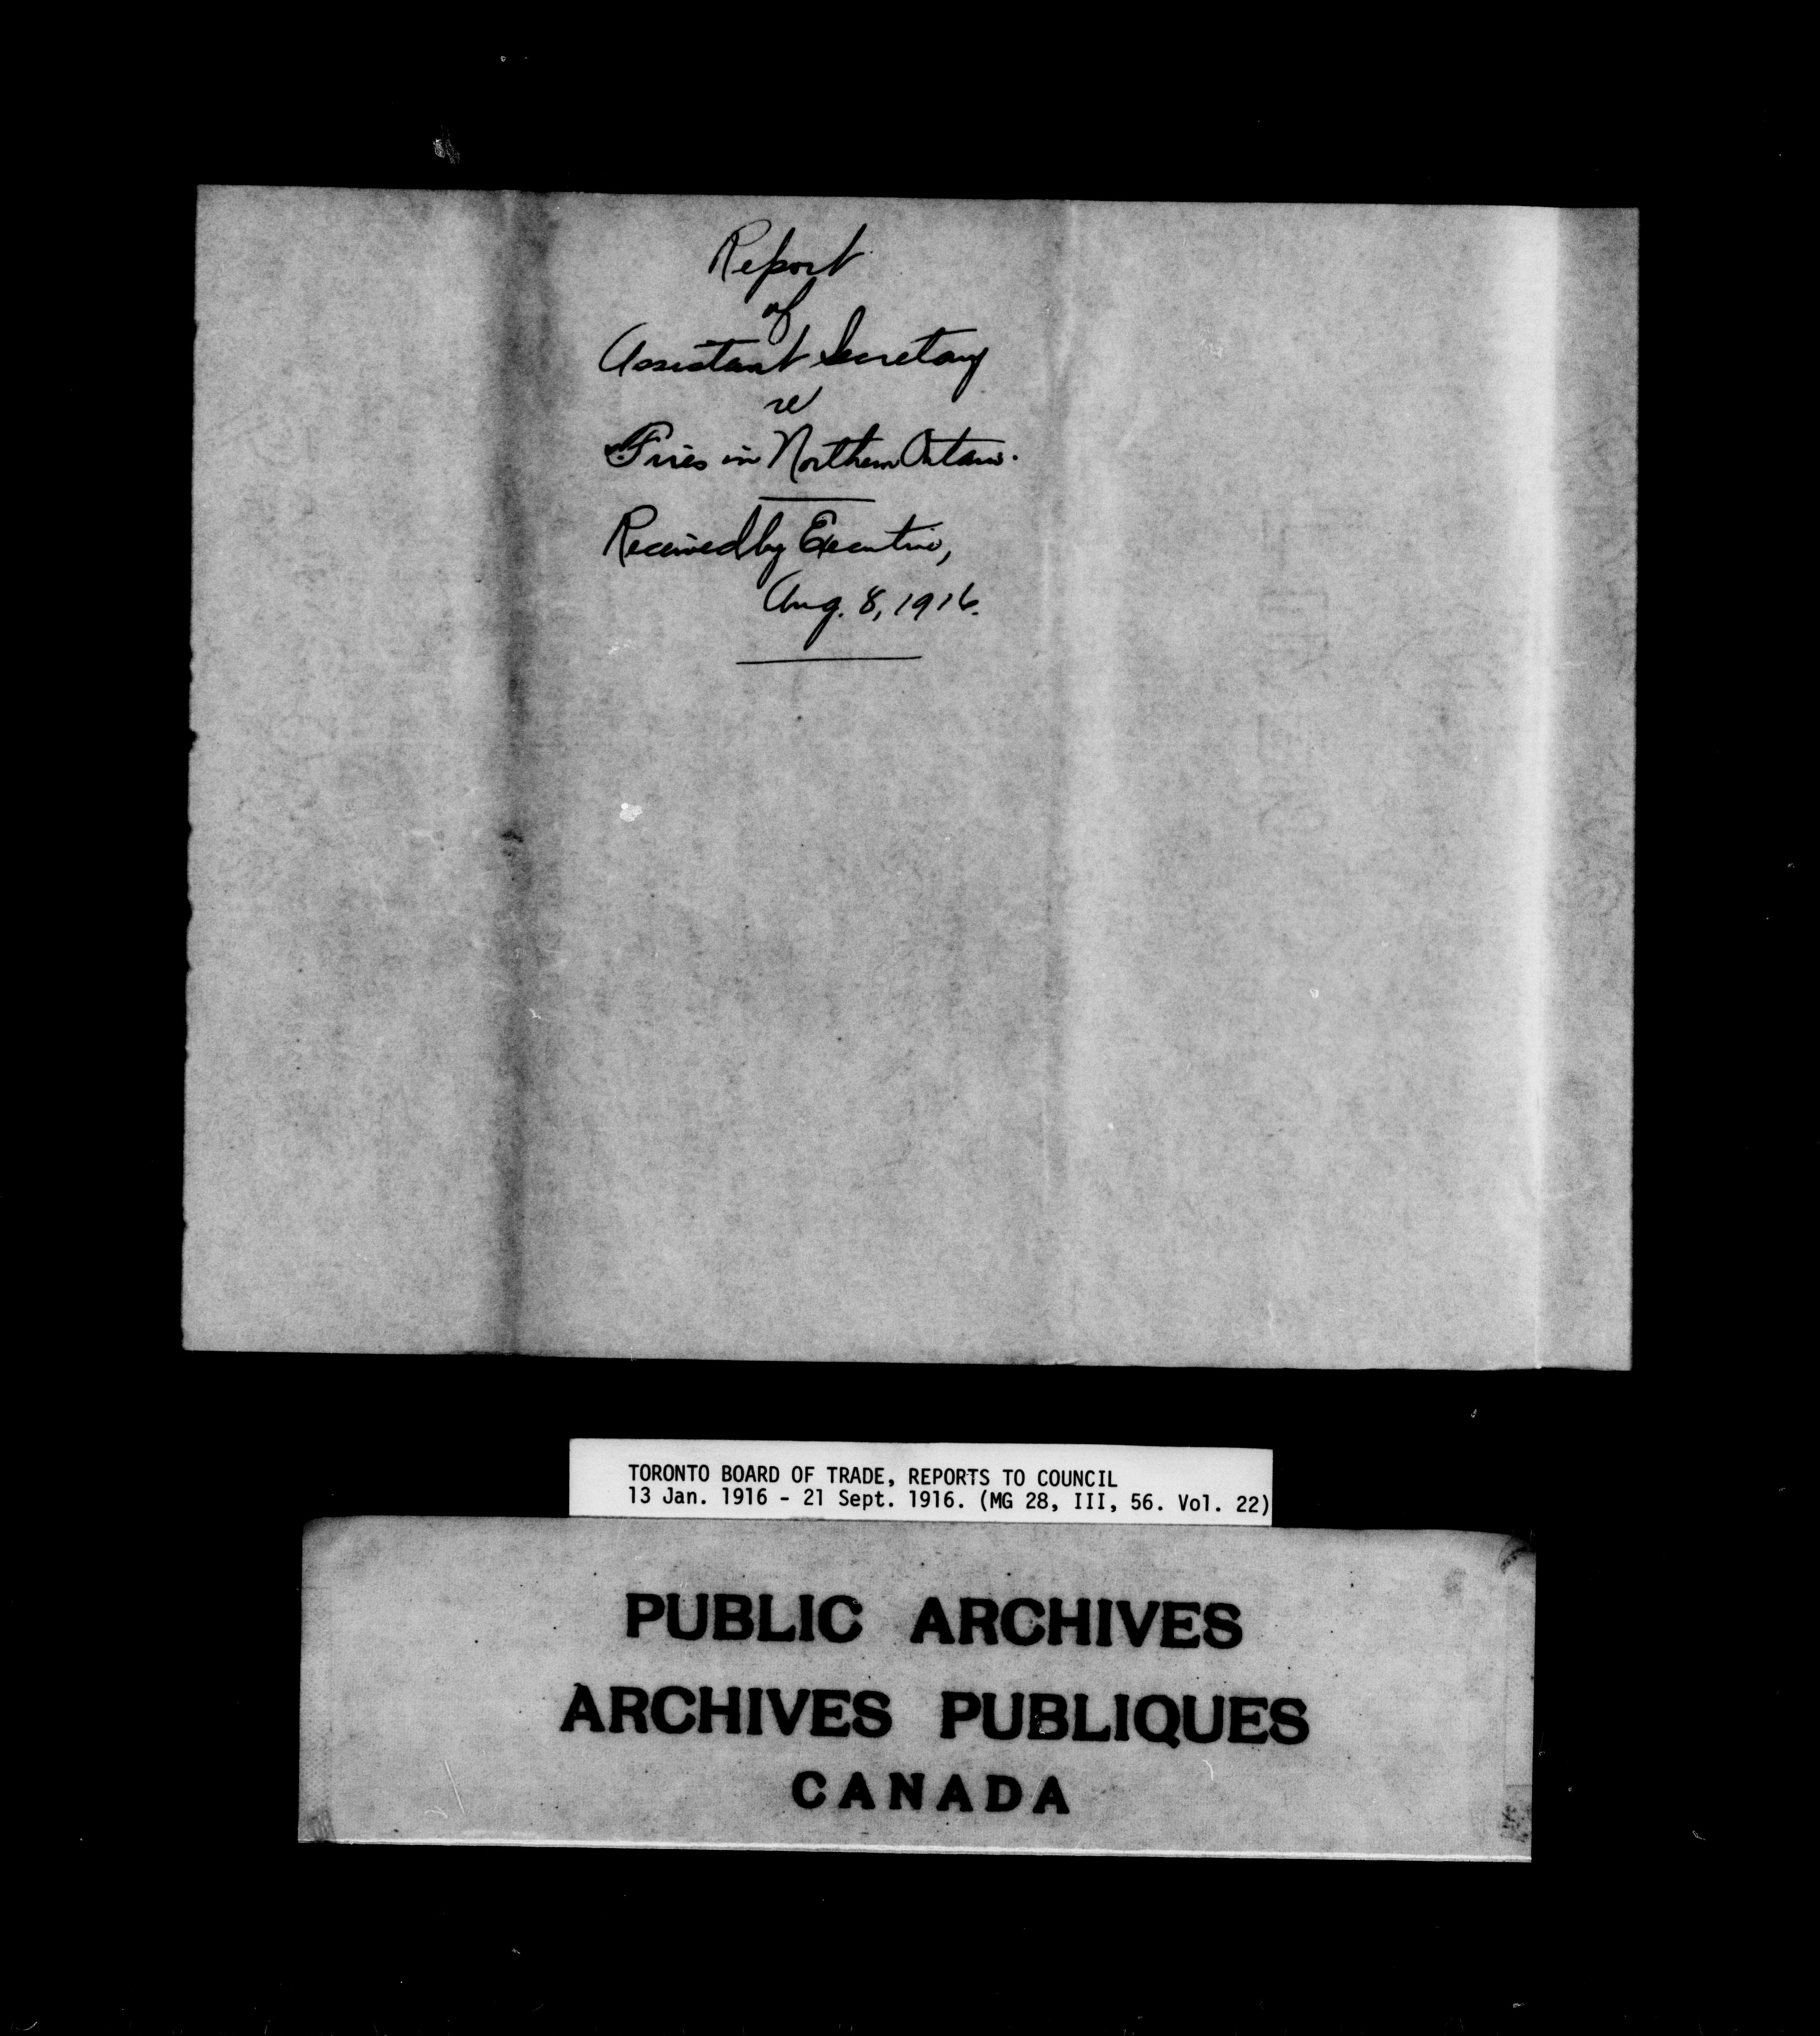 Report
of
Assistant Secretary
re
Fires in Northern Ontario.
Received by Executive,
Aug. 8, 1916.
TORONTO BOARD OF TRADE, REPORTS TO COUNCIL
13 Jan. 1916 - 21 Sept. 1916. (MG 28, III, 56. Vol. 22)
PUBLIC ARCHIVES
ARCHIVES PUBLIQUES
CANADA